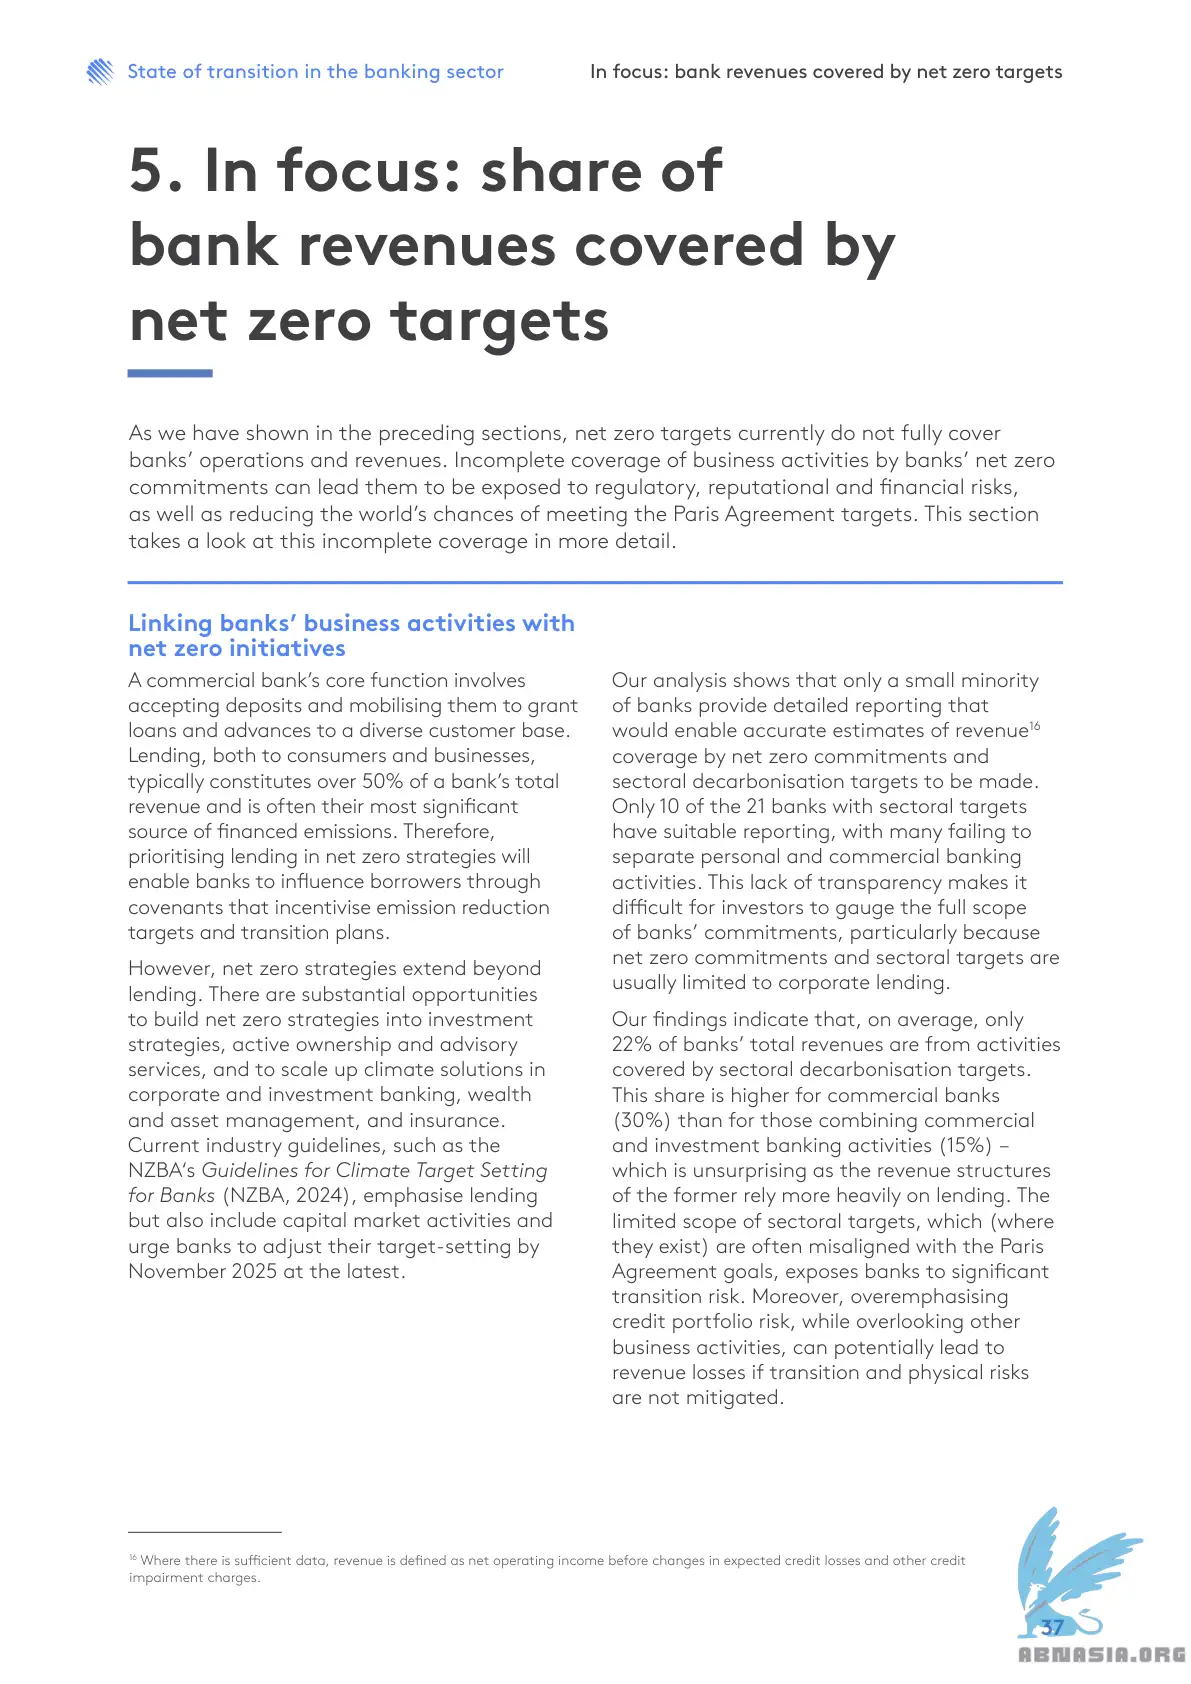 State of transition in the banking sector
In focus: bank revenues covered by net zero targets
5. In focus: share of
bank revenues covered by
net zero targets
As we have shown in the preceding sections, net zero targets currently do not fully cover
banks’ operations and revenues. Incomplete coverage of business activities by banks’ net zero
commitments can lead them to be exposed to regulatory, reputational and financial risks,
as well as reducing the world’s chances of meeting the Paris Agreement targets. This section
takes a look at this incomplete coverage in more detail.
Linking banks’ business activities with
net zero initiatives
A commercial bank’s core function involves
accepting deposits and mobilising them to grant
loans and advances to a diverse customer base.
Lending, both to consumers and businesses,
typically constitutes over 50% of a bank’s total
revenue and is often their most significant
source of financed emissions. Therefore,
prioritising lending in net zero strategies will
enable banks to influence borrowers through
covenants that incentivise emission reduction
targets and transition plans.
However, net zero strategies extend beyond
lending. There are substantial opportunities
to build net zero strategies into investment
strategies, active ownership and advisory
services, and to scale up climate solutions in
corporate and investment banking, wealth
and asset management, and insurance.
Current industry guidelines, such as the
NZBA‘s Guidelines for Climate Target Setting
for Banks (NZBA, 2024), emphasise lending
but also include capital market activities and
urge banks to adjust their target-setting by
November 2025 at the latest.
Our analysis shows that only a small minority
of banks provide detailed reporting that
would enable accurate estimates of revenue16
coverage by net zero commitments and
sectoral decarbonisation targets to be made.
Only 10 of the 21 banks with sectoral targets
have suitable reporting, with many failing to
separate personal and commercial banking
activities. This lack of transparency makes it
difficult for investors to gauge the full scope
of banks’ commitments, particularly because
net zero commitments and sectoral targets are
usually limited to corporate lending.
Our findings indicate that, on average, only
22% of banks’ total revenues are from activities
covered by sectoral decarbonisation targets.
This share is higher for commercial banks
(30%) than for those combining commercial
and investment banking activities (15%) –
which is unsurprising as the revenue structures
of the former rely more heavily on lending. The
limited scope of sectoral targets, which (where
they exist) are often misaligned with the Paris
Agreement goals, exposes banks to significant
transition risk. Moreover, overemphasising
credit portfolio risk, while overlooking other
business activities, can potentially lead to
revenue losses if transition and physical risks
are not mitigated.
16 Where there is sufficient data, revenue is defined as net operating income before changes in expected credit losses and other credit
impairment charges.
37
ABNASIA.ORG